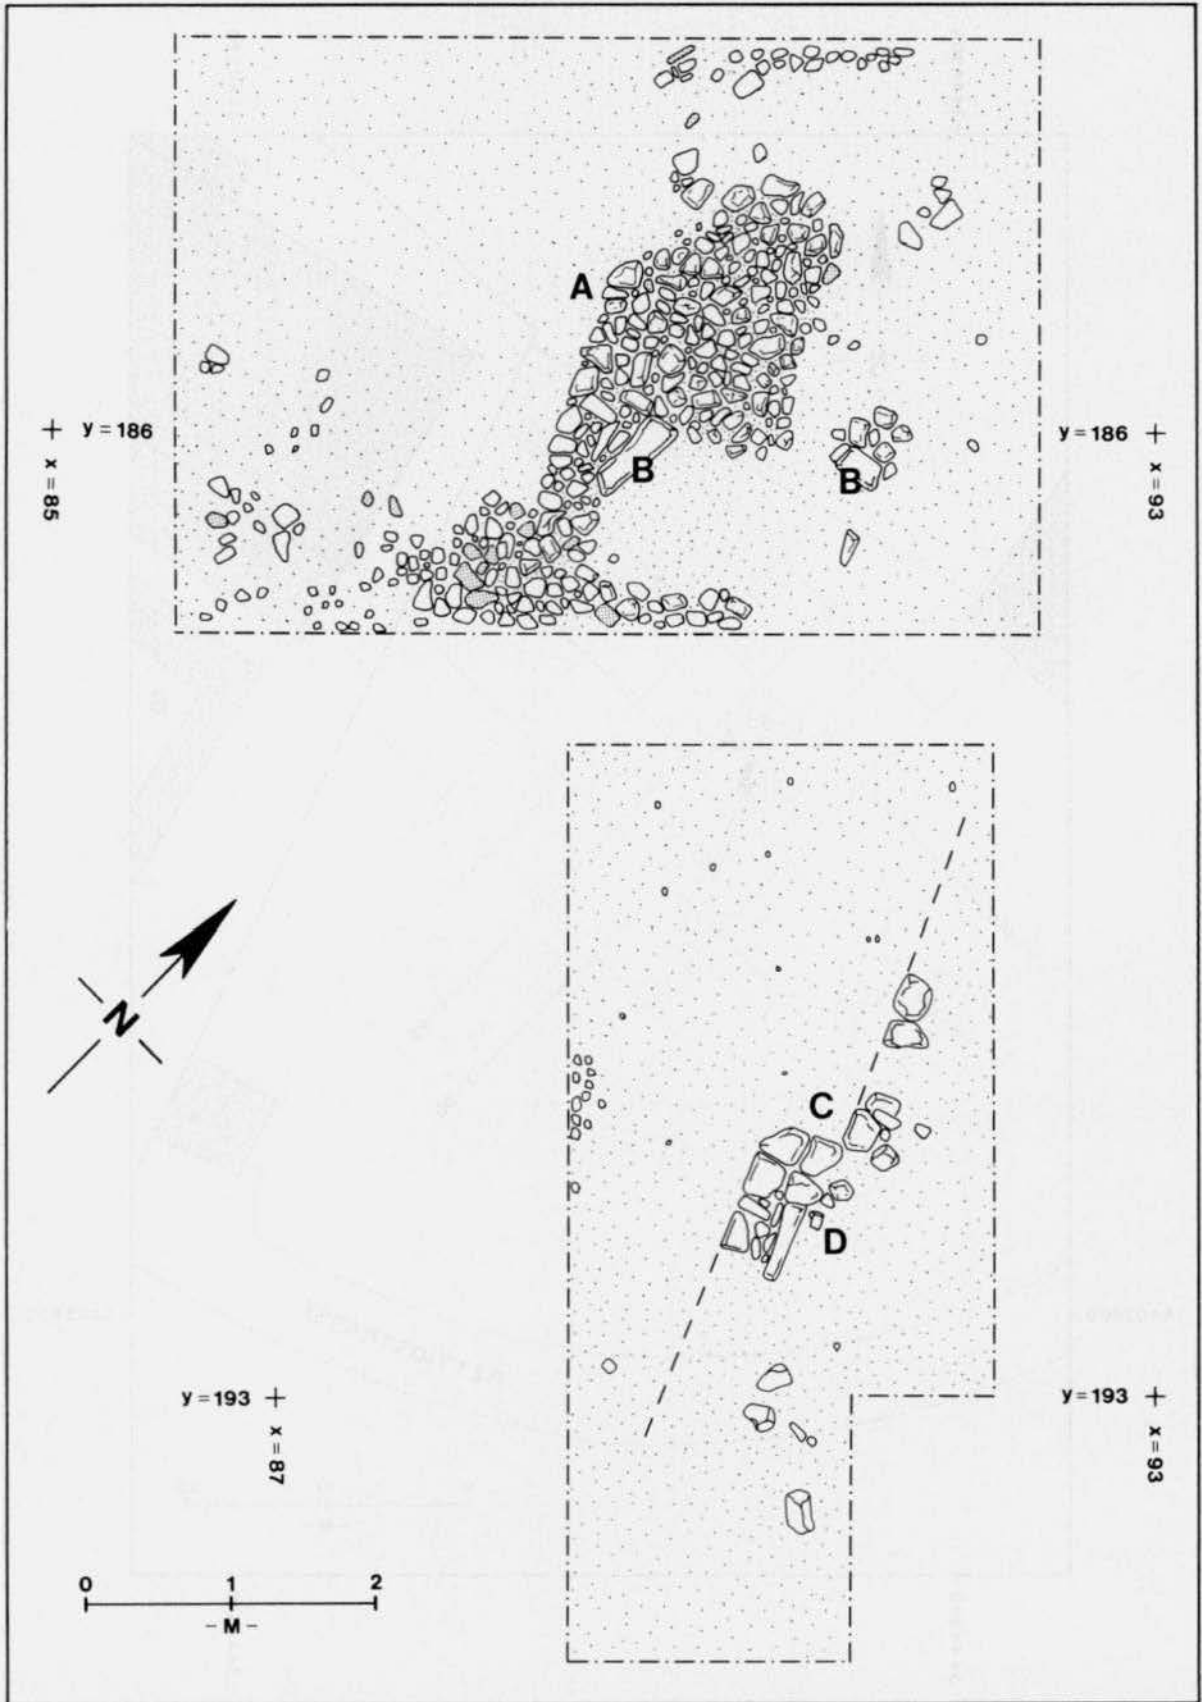 A
y = 186
y = 186
x = 85
x = 93
B
B
N
C
D
y = 193
y = 193
x = 87
x = 93
0 1 2
- M -